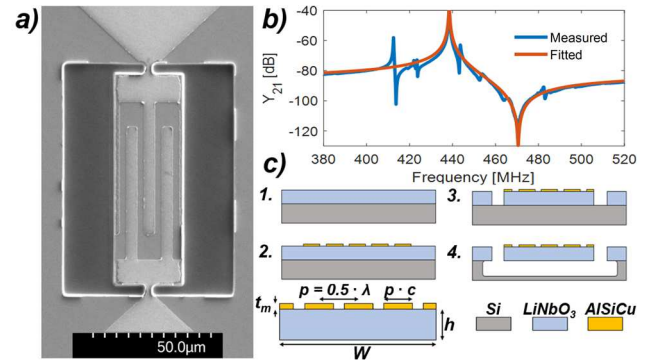 a)
50.0μm
b)
Y21 [dB]
-40
-60
-80
-100
-120
Measured
Fitted
380 400 420 440 460 480 500 520
Frequency [MHz]
c)
1.
2.
3.
4.
p = 0.5 · λ
p · c
tm
h
W
Si
LiNbO3
AlSiCu